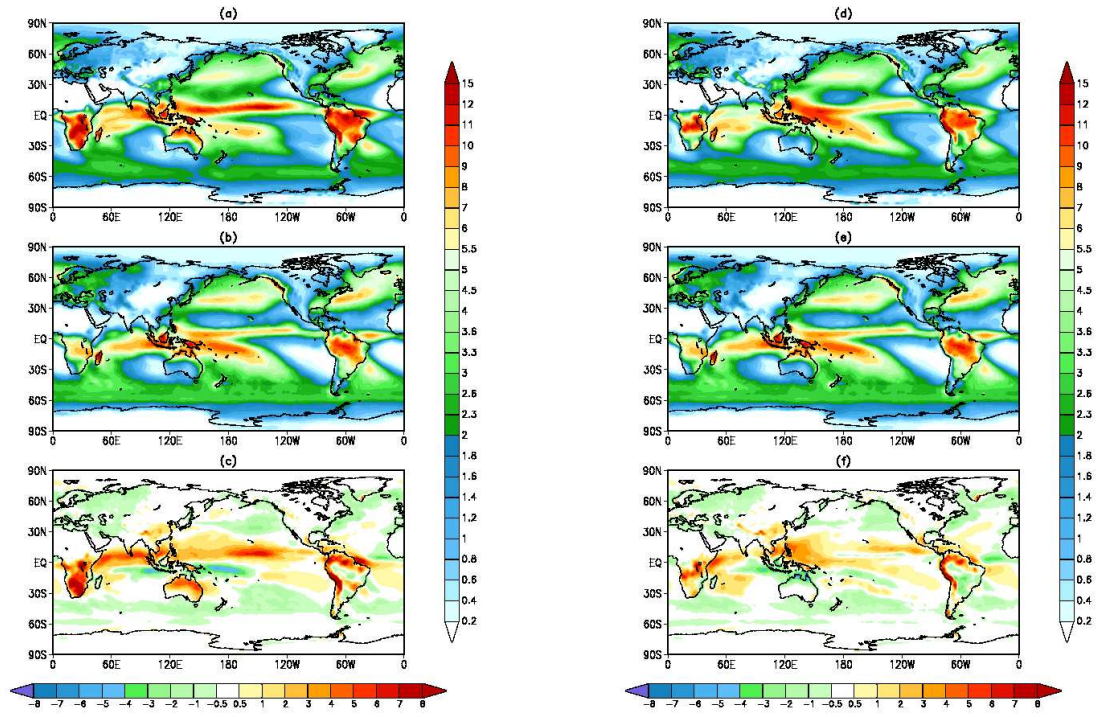 (a)
90N
60N
30N
EQ
30S
60S
90S
0 60E 120E 180 120W 60W 0
(b)
90N
60N
30N
EQ
30S
60S
90S
0 60E 120E 180 120W 60W 0
(c)
90N
60N
30N
EQ
30S
60S
90S
0 60E 120E 180 120W 60W 0
15
12
11
10
9
8
7
6
5.5
5
4.5
4
3.6
3.3
3
2.6
2.3
2
1.8
1.6
1.4
1.2
1
0.8
0.6
0.4
0.2
-8 -7 -6 -5 -4 -3 -2 -1 -0.5 0.5 1 2 3 4 5 6 7 8
(d)
90N
60N
30N
EQ
30S
60S
90S
0 60E 120E 180 120W 60W 0
(e)
90N
60N
30N
EQ
30S
60S
90S
0 60E 120E 180 120W 60W 0
(f)
90N
60N
30N
EQ
30S
60S
90S
0 60E 120E 180 120W 60W 0
15
12
11
10
9
8
7
6
5.5
5
4.5
4
3.6
3.3
3
2.6
2.3
2
1.8
1.6
1.4
1.2
1
0.8
0.6
0.4
0.2
-8 -7 -6 -5 -4 -3 -2 -1 -0.5 0.5 1 2 3 4 5 6 7 8